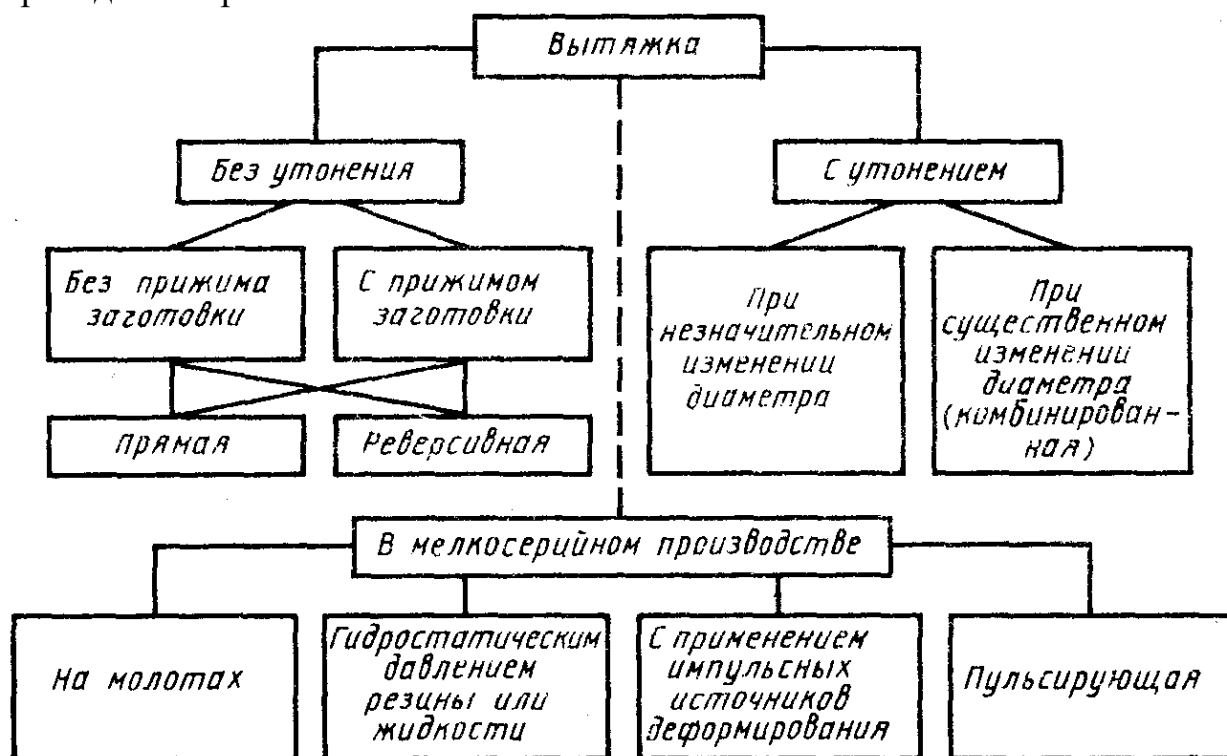 Вытяжка
Без утонения
С утонением
Без прижима
заготовки
С прижимом
заготовки
При
незначительном
изменении
диаметра
При
существенном
изменении
диаметра
(комбинирован-
ная)
Прямая
Реверсивная
В мелкосерийном производстве
На молотах
Гидростатическим
давлением
резины или
жидкости
С применением
импульсных
источников
деформирования
Пульсирующая